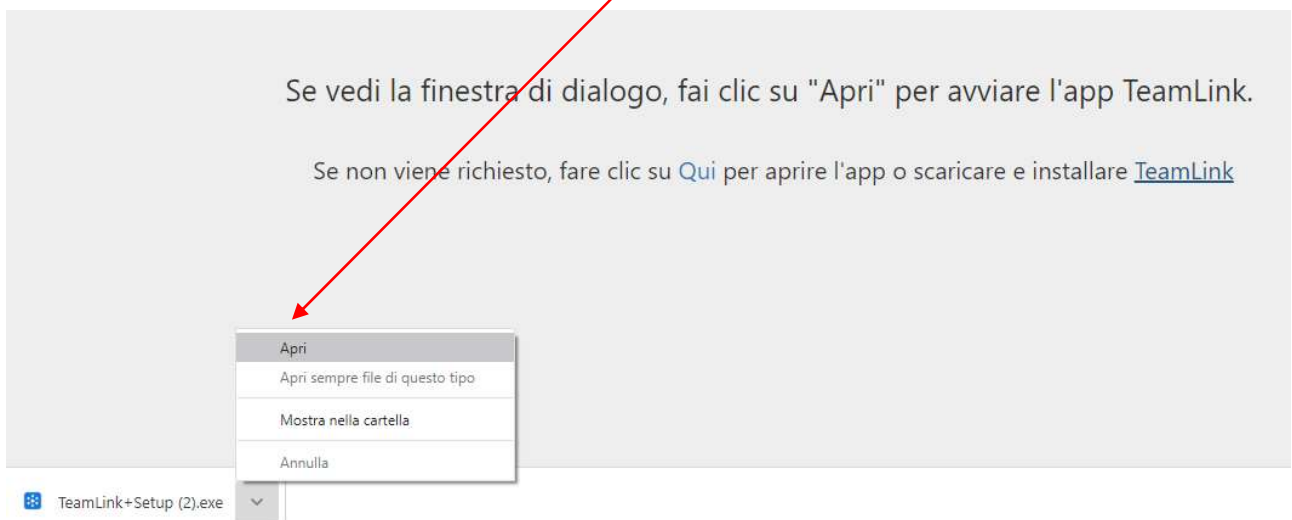 Se vedi la finestra di dialogo, fai clic su "Apri" per avviare l'app TeamLink.
Se non viene richiesto, fare clic su Qui per aprire l'app o scaricare e installare TeamLink
Apri
Apri sempre file di questo tipo
Mostra nella cartella
Annulla
TeamLink+Setup (2).exe